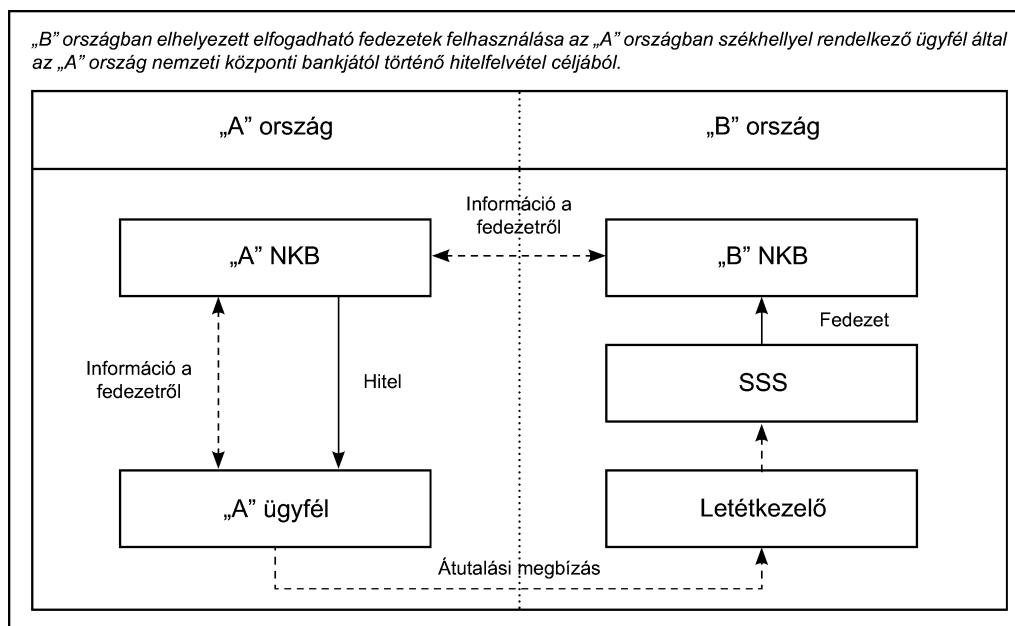 „B” országban elhelyezett elfogadható fedezetek felhasználása az „A” országban székhellyel rendelkező ügyfél által
az „A” ország nemzeti központi bankjától történő hitelfelvétel céljából.
„A” ország
„B” ország
Információ a
fedezetről
„A” NKB
„B” NKB
Fedezet
Információ a
fedezetről
Hitel
SSS
„A” ügyfél
Letétkezelő
Átutalási megbízás